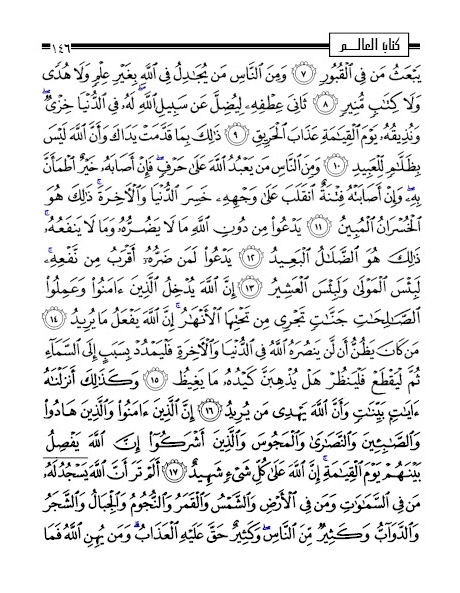 كتاب العالم ١٤٦
يَبْعَثُ مَن فِي الْقُبُورِ ۝٧ وَمِنَ النَّاسِ مَن يُجَادِلُ فِي اللَّهِ بِغَيْرِ عِلْمٍ وَلَا هُدًى
وَلَا كِتَابٍ مُّنِيرٍ ۝٨ ثَانِيَ عِطْفِهِ لِيُضِلَّ عَن سَبِيلِ اللَّهِ ۖ لَهُ فِي الدُّنْيَا خِزْيٌ ۖ
وَنُذِيقُهُ يَوْمَ الْقِيَامَةِ عَذَابَ الْحَرِيقِ ۝٩ ذَٰلِكَ بِمَا قَدَّمَتْ يَدَاكَ وَأَنَّ اللَّهَ لَيْسَ
بِظَلَّامٍ لِّلْعَبِيدِ ۝١٠ وَمِنَ النَّاسِ مَن يَعْبُدُ اللَّهَ عَلَىٰ حَرْفٍ ۖ فَإِنْ أَصَابَهُ خَيْرٌ اطْمَأَنَّ
بِهِ ۖ وَإِنْ أَصَابَتْهُ فِتْنَةٌ انقَلَبَ عَلَىٰ وَجْهِهِ خَسِرَ الدُّنْيَا وَالْآخِرَةَ ۚ ذَٰلِكَ هُوَ
الْخُسْرَانُ الْمُبِينُ ۝١١ يَدْعُوا مِن دُونِ اللَّهِ مَا لَا يَضُرُّهُ وَمَا لَا يَنفَعُهُ ۚ
ذَٰلِكَ هُوَ الضَّلَالُ الْبَعِيدُ ۝١٢ يَدْعُوا لَمَن ضَرُّهُ أَقْرَبُ مِن نَّفْعِهِ ۚ
لَبِئْسَ الْمَوْلَىٰ وَلَبِئْسَ الْعَشِيرُ ۝١٣ إِنَّ اللَّهَ يُدْخِلُ الَّذِينَ ءَامَنُوا وَعَمِلُوا
الصَّالِحَاتِ جَنَّاتٍ تَجْرِي مِن تَحْتِهَا الْأَنْهَارُ ۚ إِنَّ اللَّهَ يَفْعَلُ مَا يُرِيدُ ۝١٤
مَن كَانَ يَظُنُّ أَن لَّن يَنصُرَهُ اللَّهُ فِي الدُّنْيَا وَالْآخِرَةِ فَلْيَمْدُدْ بِسَبَبٍ إِلَى السَّمَاءِ
ثُمَّ لْيَقْطَعْ فَلْيَنظُرْ هَلْ يُذْهِبَنَّ كَيْدُهُ مَا يَغِيظُ ۝١٥ وَكَذَٰلِكَ أَنزَلْنَاهُ
ءَايَاتٍ بَيِّنَاتٍ وَأَنَّ اللَّهَ يَهْدِي مَن يُرِيدُ ۝١٦ إِنَّ الَّذِينَ ءَامَنُوا وَالَّذِينَ هَادُوا
وَالصَّابِئِينَ وَالنَّصَارَىٰ وَالْمَجُوسَ وَالَّذِينَ أَشْرَكُوا إِنَّ اللَّهَ يَفْصِلُ
بَيْنَهُمْ يَوْمَ الْقِيَامَةِ ۚ إِنَّ اللَّهَ عَلَىٰ كُلِّ شَيْءٍ شَهِيدٌ ۝١٧ أَلَمْ تَرَ أَنَّ اللَّهَ يَسْجُدُ لَهُ
مَن فِي السَّمَاوَاتِ وَمَن فِي الْأَرْضِ وَالشَّمْسُ وَالْقَمَرُ وَالنُّجُومُ وَالْجِبَالُ وَالشَّجَرُ
وَالدَّوَابُّ وَكَثِيرٌ مِّنَ النَّاسِ ۖ وَكَثِيرٌ حَقَّ عَلَيْهِ الْعَذَابُ ۗ وَمَن يُهِنِ اللَّهُ فَمَا